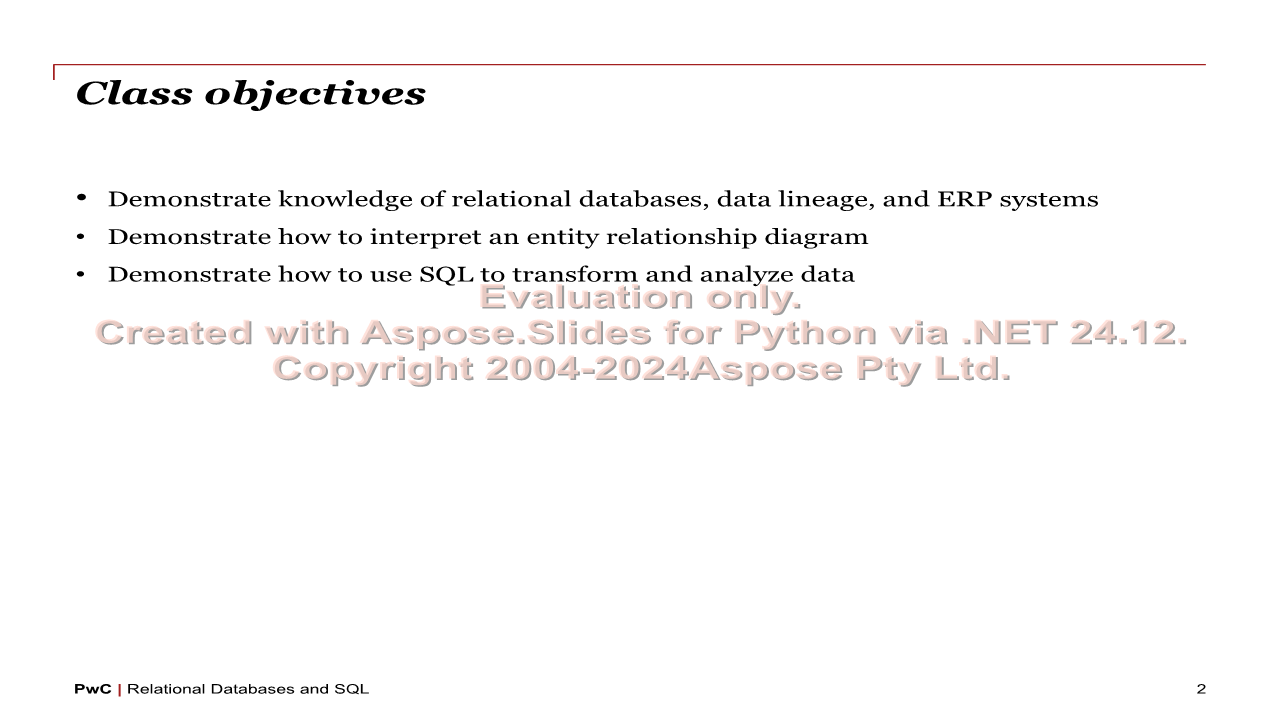 Class objectives
• Demonstrate knowledge of relational databases, data lineage, and ERP systems
• Demonstrate how to interpret an entity relationship diagram
• Demonstrate how to use SQL to transform and analyze data
Evaluation only.
Created with Aspose.Slides for Python via .NET 24.12.
Copyright 2004-2024Aspose Pty Ltd.
PwC | Relational Databases and SQL
2